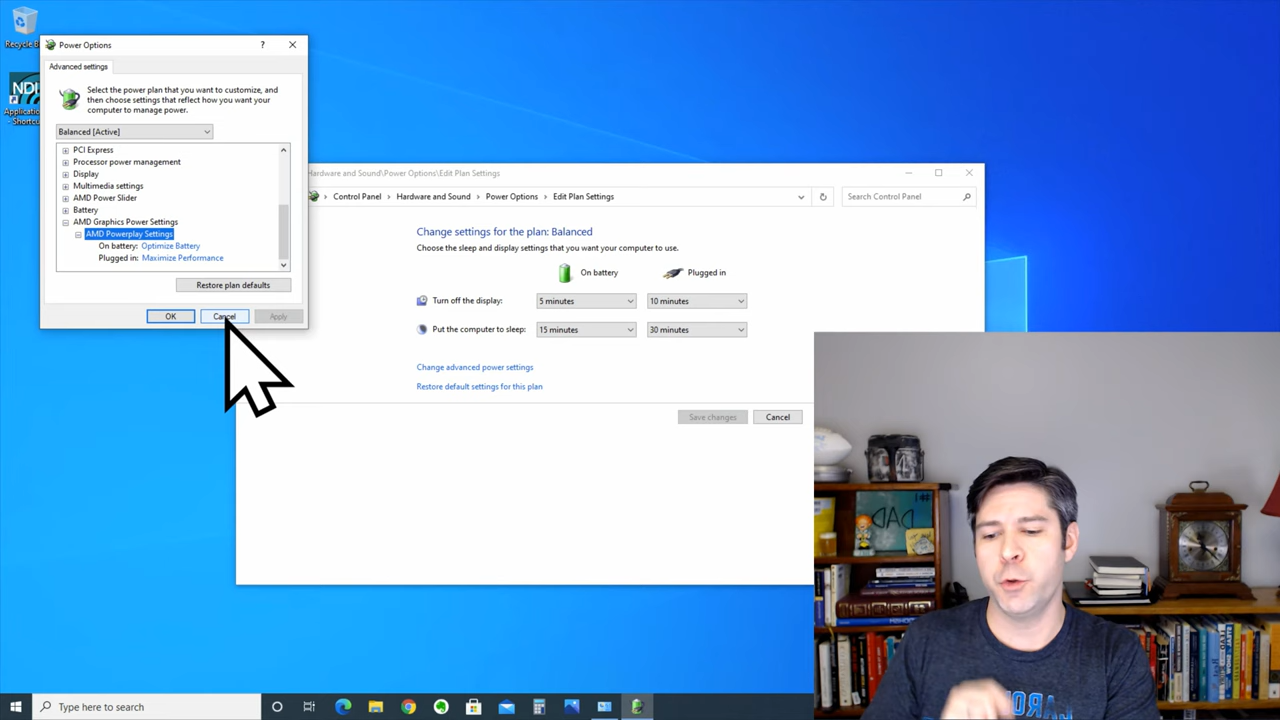 Recycle B
NDI
Applicatio
- Shortcu
Power Options
?
Advanced settings
Select the power plan that you want to customize, and
then choose settings that reflect how you want your
computer to manage power.
Balanced [Active]
PCI Express
Processor power management
Display
Multimedia settings
AMD Power Slider
Battery
AMD Graphics Power Settings
AMD Powerplay Settings
On battery: Optimize Battery
Plugged in: Maximize Performance
Restore plan defaults
OK Cancel Apply
Hardware and Sound\Power Options\Edit Plan Settings
Control Panel > Hardware and Sound > Power Options > Edit Plan Settings
Search Control Panel
Change settings for the plan: Balanced
Choose the sleep and display settings that you want your computer to use.
On battery Plugged in
Turn off the display: 5 minutes 10 minutes
Put the computer to sleep: 15 minutes 30 minutes
Change advanced power settings
Restore default settings for this plan
Save changes Cancel
DAD
Type here to search